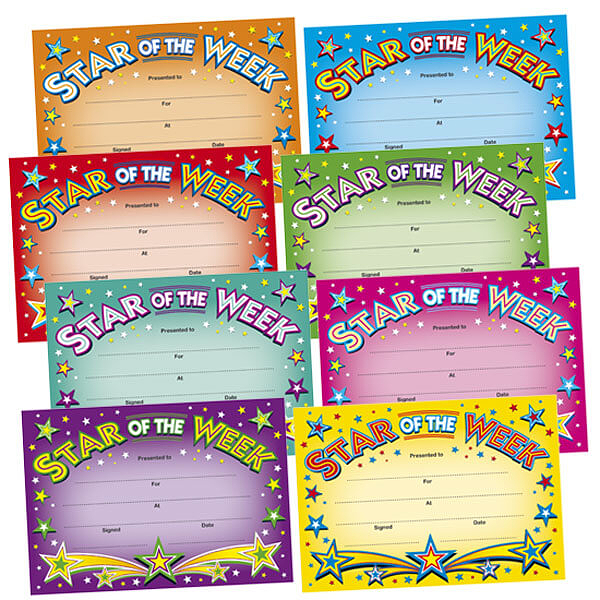 STAR OF THE WEEK
Presented to
For
At
Signed Date
STAR OF THE WEEK
Presented to
For
At
Signed Date
STAR OF THE WEEK
Presented to
For
At
Signed Date
STAR OF THE WEEK
Presented to
For
At
Signed Date
STAR OF THE WEEK
Presented to
For
At
Signed Date
STAR OF THE WEEK
Presented to
For
At
Signed Date
STAR OF THE WEEK
Presented to
For
At
Signed Date
STAR OF THE WEEK
Presented to
For
At
Signed Date